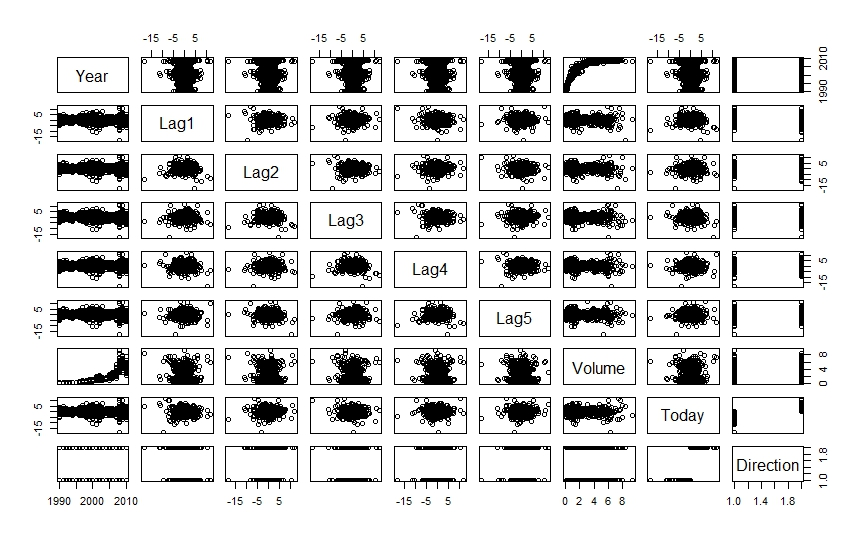 -15 -5 5 -15 -5 5 -15 -5 5 -15 -5 5
Year 1990 2010
5 -15 Lag1
Lag2 5 -15
5 -15 Lag3
Lag4 5 -15
5 -15 Lag5
Volume 0 4 8
5 -15 Today
Direction 1.0 1.8
1990 2000 2010 -15 -5 5 -15 -5 5 0 2 4 6 8 1.0 1.4 1.8